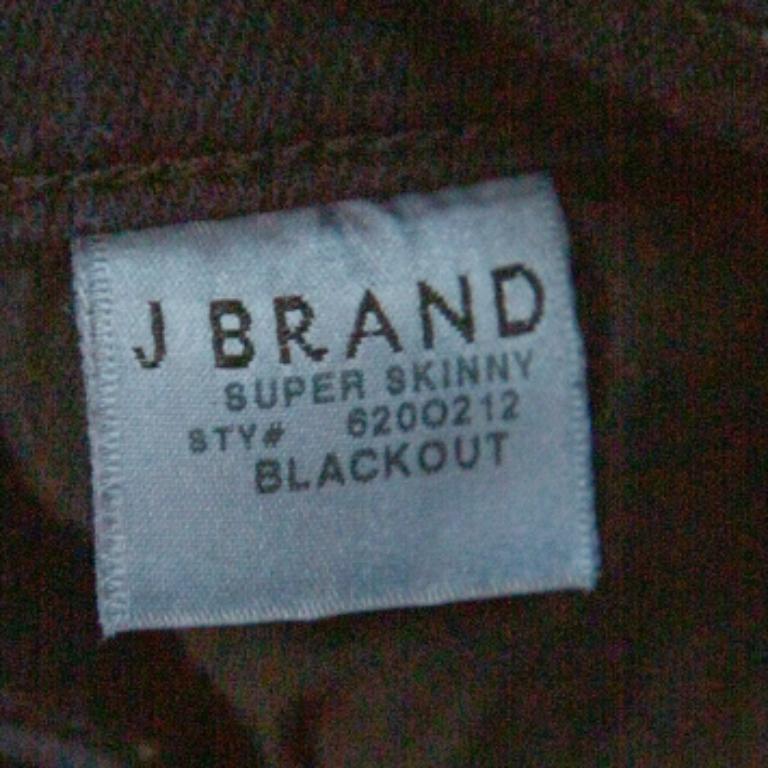 J BRAND
SUPER SKINNY
STY# 620O212
BLACKOUT